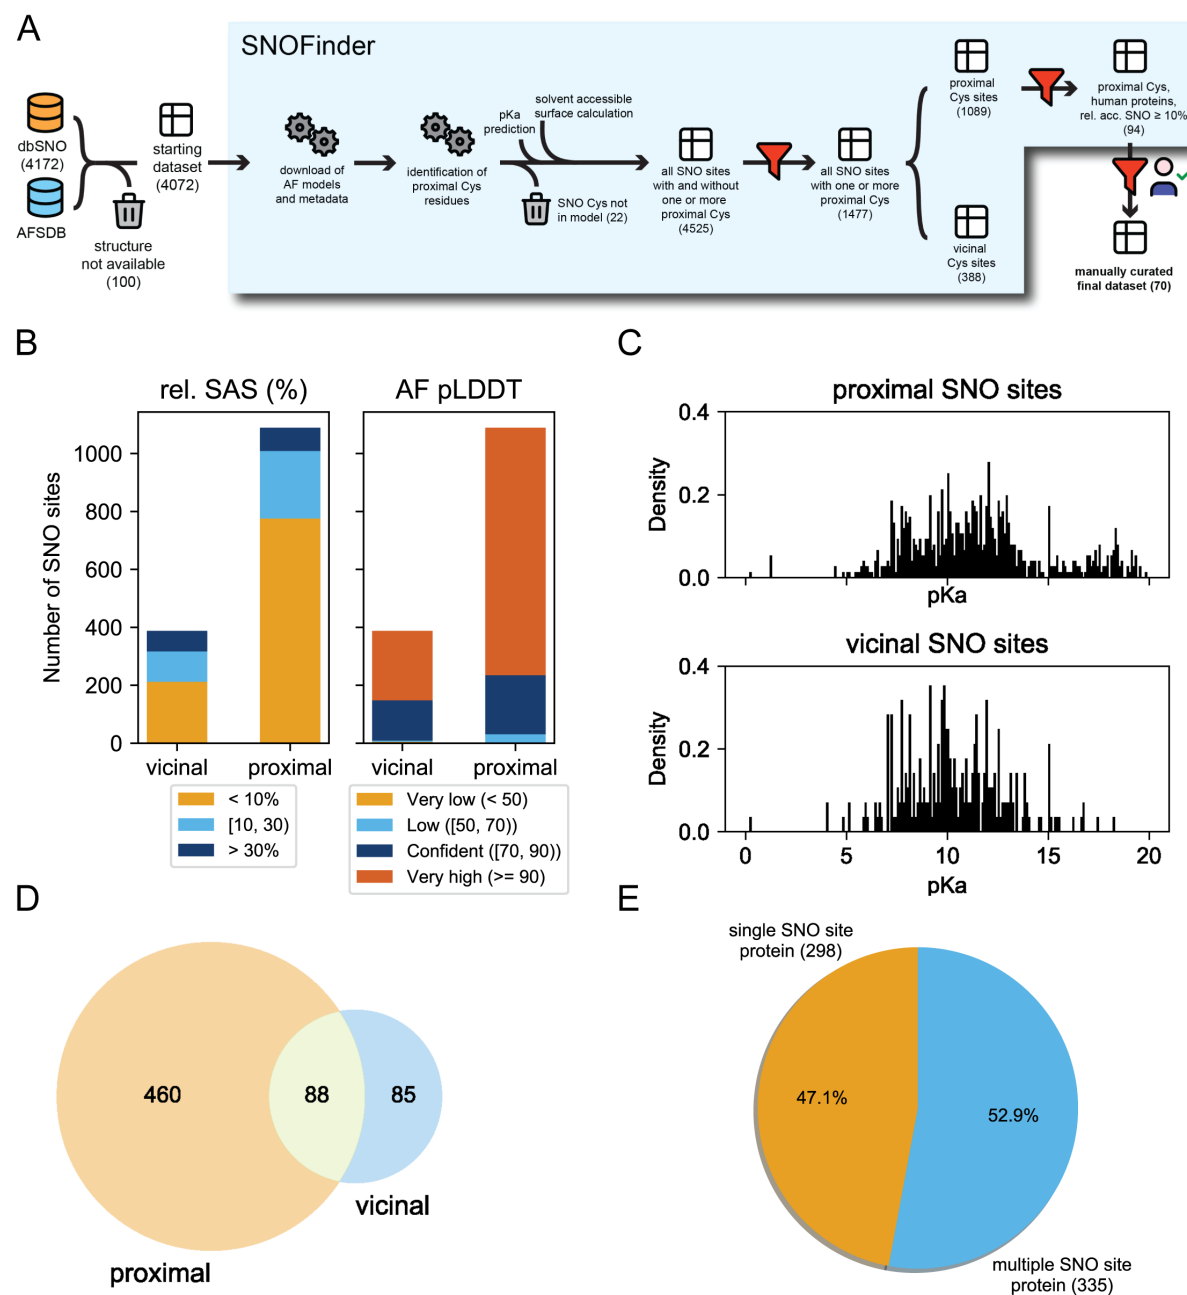 A
SNOFinder
dbSNO
(4172)
AFSDB
structure
not available
(100)
starting
dataset
(4072)
download of
AF models
and metadata
identification of
proximal Cys
residues
pKa
prediction
solvent accessible
surface calculation
SNO Cys not
in model (22)
all SNO sites
with and without
one or more
proximal Cys
(4525)
all SNO sites
with one or more
proximal Cys
(1477)
proximal
Cys sites
(1089)
vicinal
Cys sites
(388)
proximal Cys,
human proteins,
rel. acc. SNO ≥ 10%
(94)
manually curated
final dataset (70)
B
rel. SAS (%)
AF pLDDT
Number of SNO sites
1000
800
600
400
200
0
vicinal
proximal
vicinal
proximal
< 10%
[10, 30)
> 30%
Very low (< 50)
Low ([50, 70))
Confident ([70, 90))
Very high (>= 90)
C
proximal SNO sites
Density
0.4
0.2
0.0
pKa
vicinal SNO sites
Density
0.4
0.2
0.0
0
5
10
15
20
pKa
D
460
88
85
vicinal
proximal
E
single SNO site
protein (298)
47.1%
52.9%
multiple SNO site
protein (335)